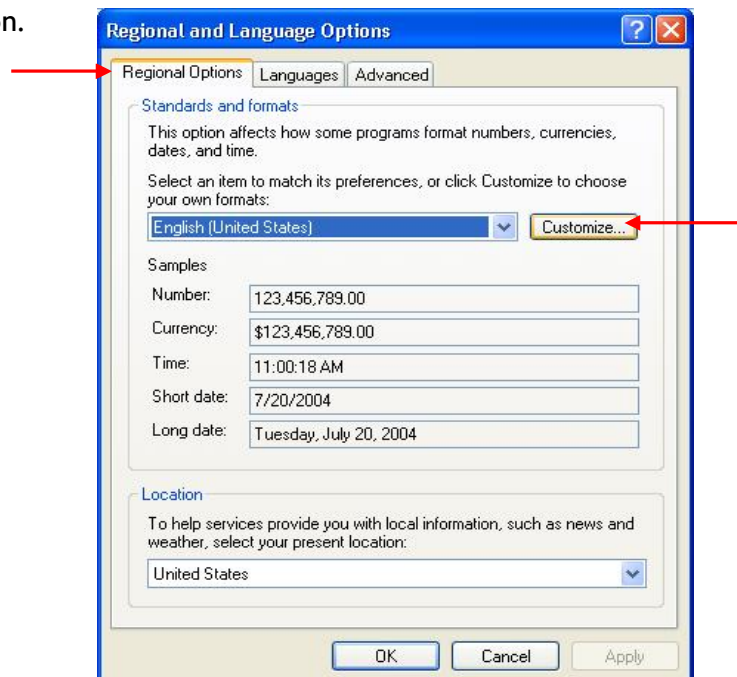 n.
Regional and Language Options
Regional Options Languages Advanced
Standards and formats
This option affects how some programs format numbers, currencies,
dates, and time.
Select an item to match its preferences, or click Customize to choose
your own formats:
English (United States) Customize...
Samples
Number: 123,456,789.00
Currency: $123,456,789.00
Time: 11:00:18 AM
Short date: 7/20/2004
Long date: Tuesday, July 20, 2004
Location
To help services provide you with local information, such as news and
weather, select your present location:
United States
OK Cancel Apply